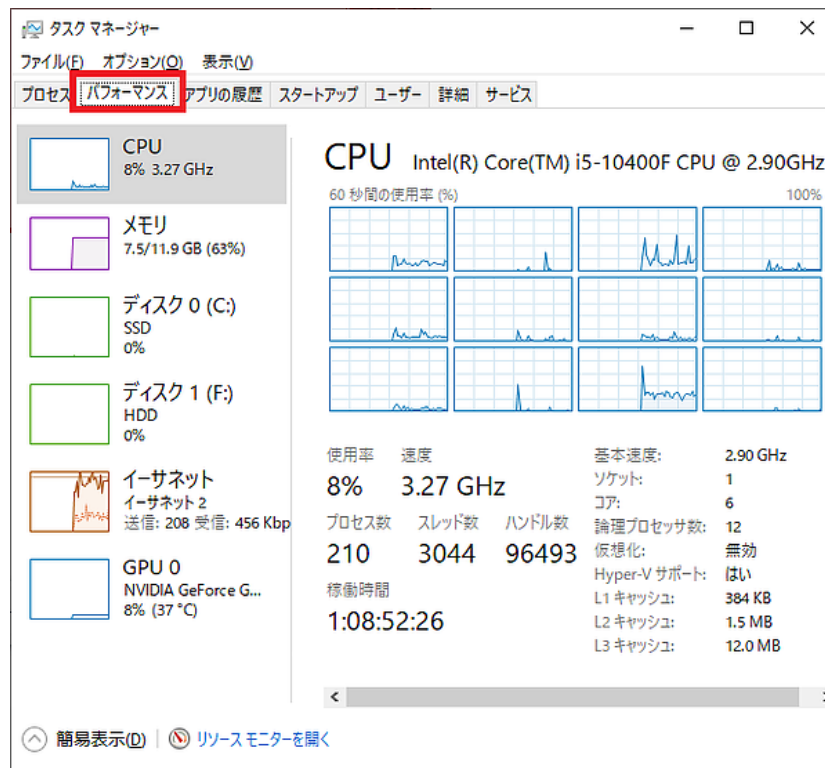 タスク マネージャー
ファイル(F) オプション(O) 表示(V)
プロセス パフォーマンス アプリの履歴 スタートアップ ユーザー 詳細 サービス
CPU
8% 3.27 GHz
メモリ
7.5/11.9 GB (63%)
ディスク 0 (C:)
SSD
0%
ディスク 1 (F:)
HDD
0%
イーサネット
イーサネット 2
送信: 208 受信: 456 Kbp
GPU 0
NVIDIA GeForce G...
8% (37 °C)
CPU Intel(R) Core(TM) i5-10400F CPU @ 2.90GHz
60 秒間の使用率 (%) 100%
使用率 速度
8% 3.27 GHz
プロセス数 スレッド数 ハンドル数
210 3044 96493
稼働時間
1:08:52:26
基本速度: 2.90 GHz
ソケット: 1
コア: 6
論理プロセッサ数: 12
仮想化: 無効
Hyper-V サポート: はい
L1 キャッシュ: 384 KB
L2 キャッシュ: 1.5 MB
L3 キャッシュ: 12.0 MB
簡易表示(D) リソース モニターを開く